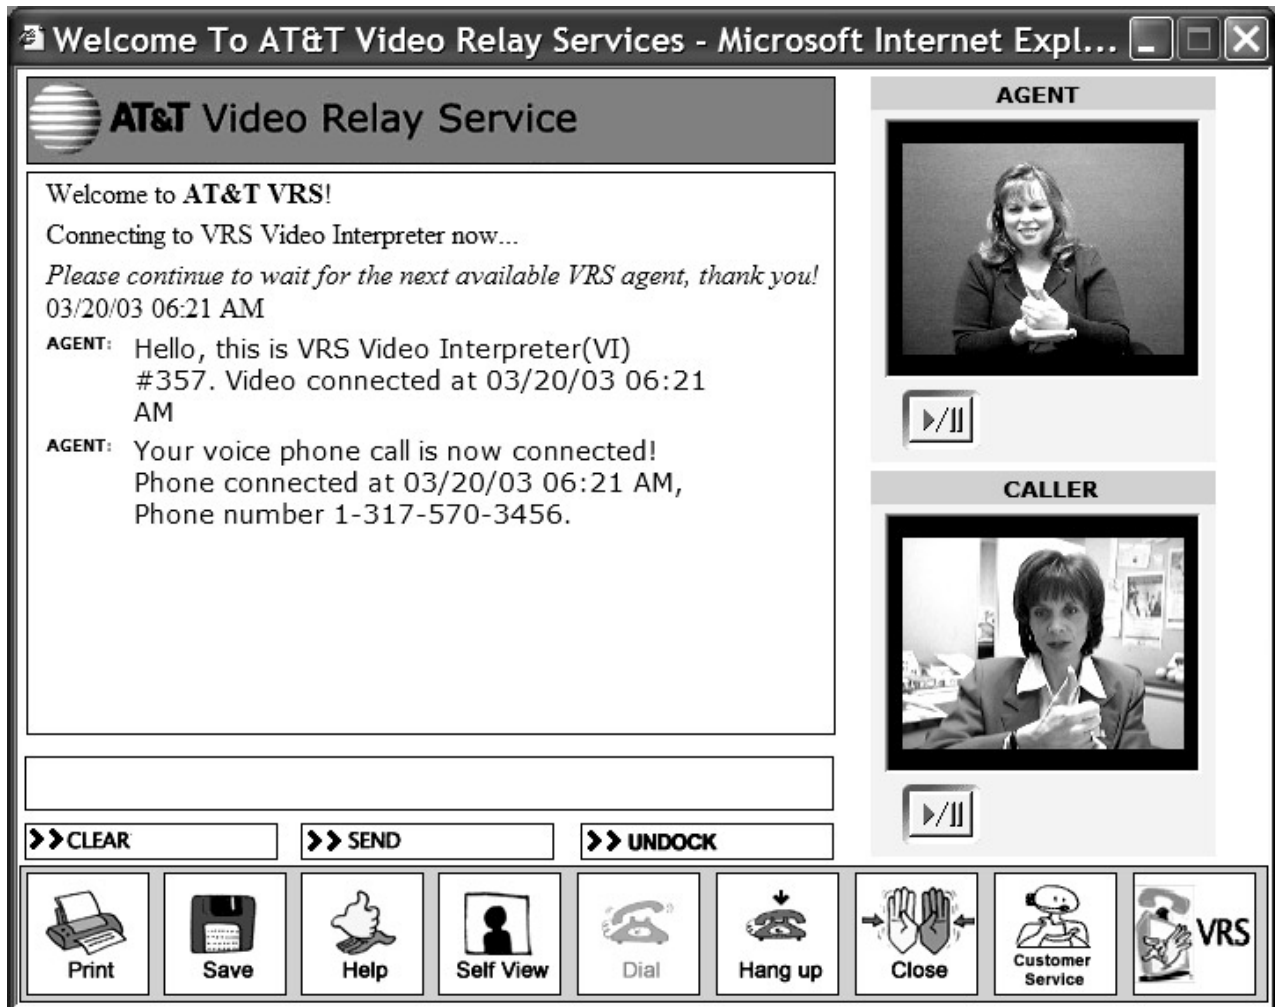 Welcome To AT&T Video Relay Services - Microsoft Internet Expl...
AT&T Video Relay Service
Welcome to AT&T VRS!
Connecting to VRS Video Interpreter now...
Please continue to wait for the next available VRS agent, thank you!
03/20/03 06:21 AM
AGENT: Hello, this is VRS Video Interpreter(VI)
#357. Video connected at 03/20/03 06:21
AM
AGENT: Your voice phone call is now connected!
Phone connected at 03/20/03 06:21 AM,
Phone number 1-317-570-3456.
AGENT
CALLER
>>CLEAR
>>SEND
>>UNDOCK
Print
Save
Help
Self View
Dial
Hang up
Close
Customer
Service
VRS